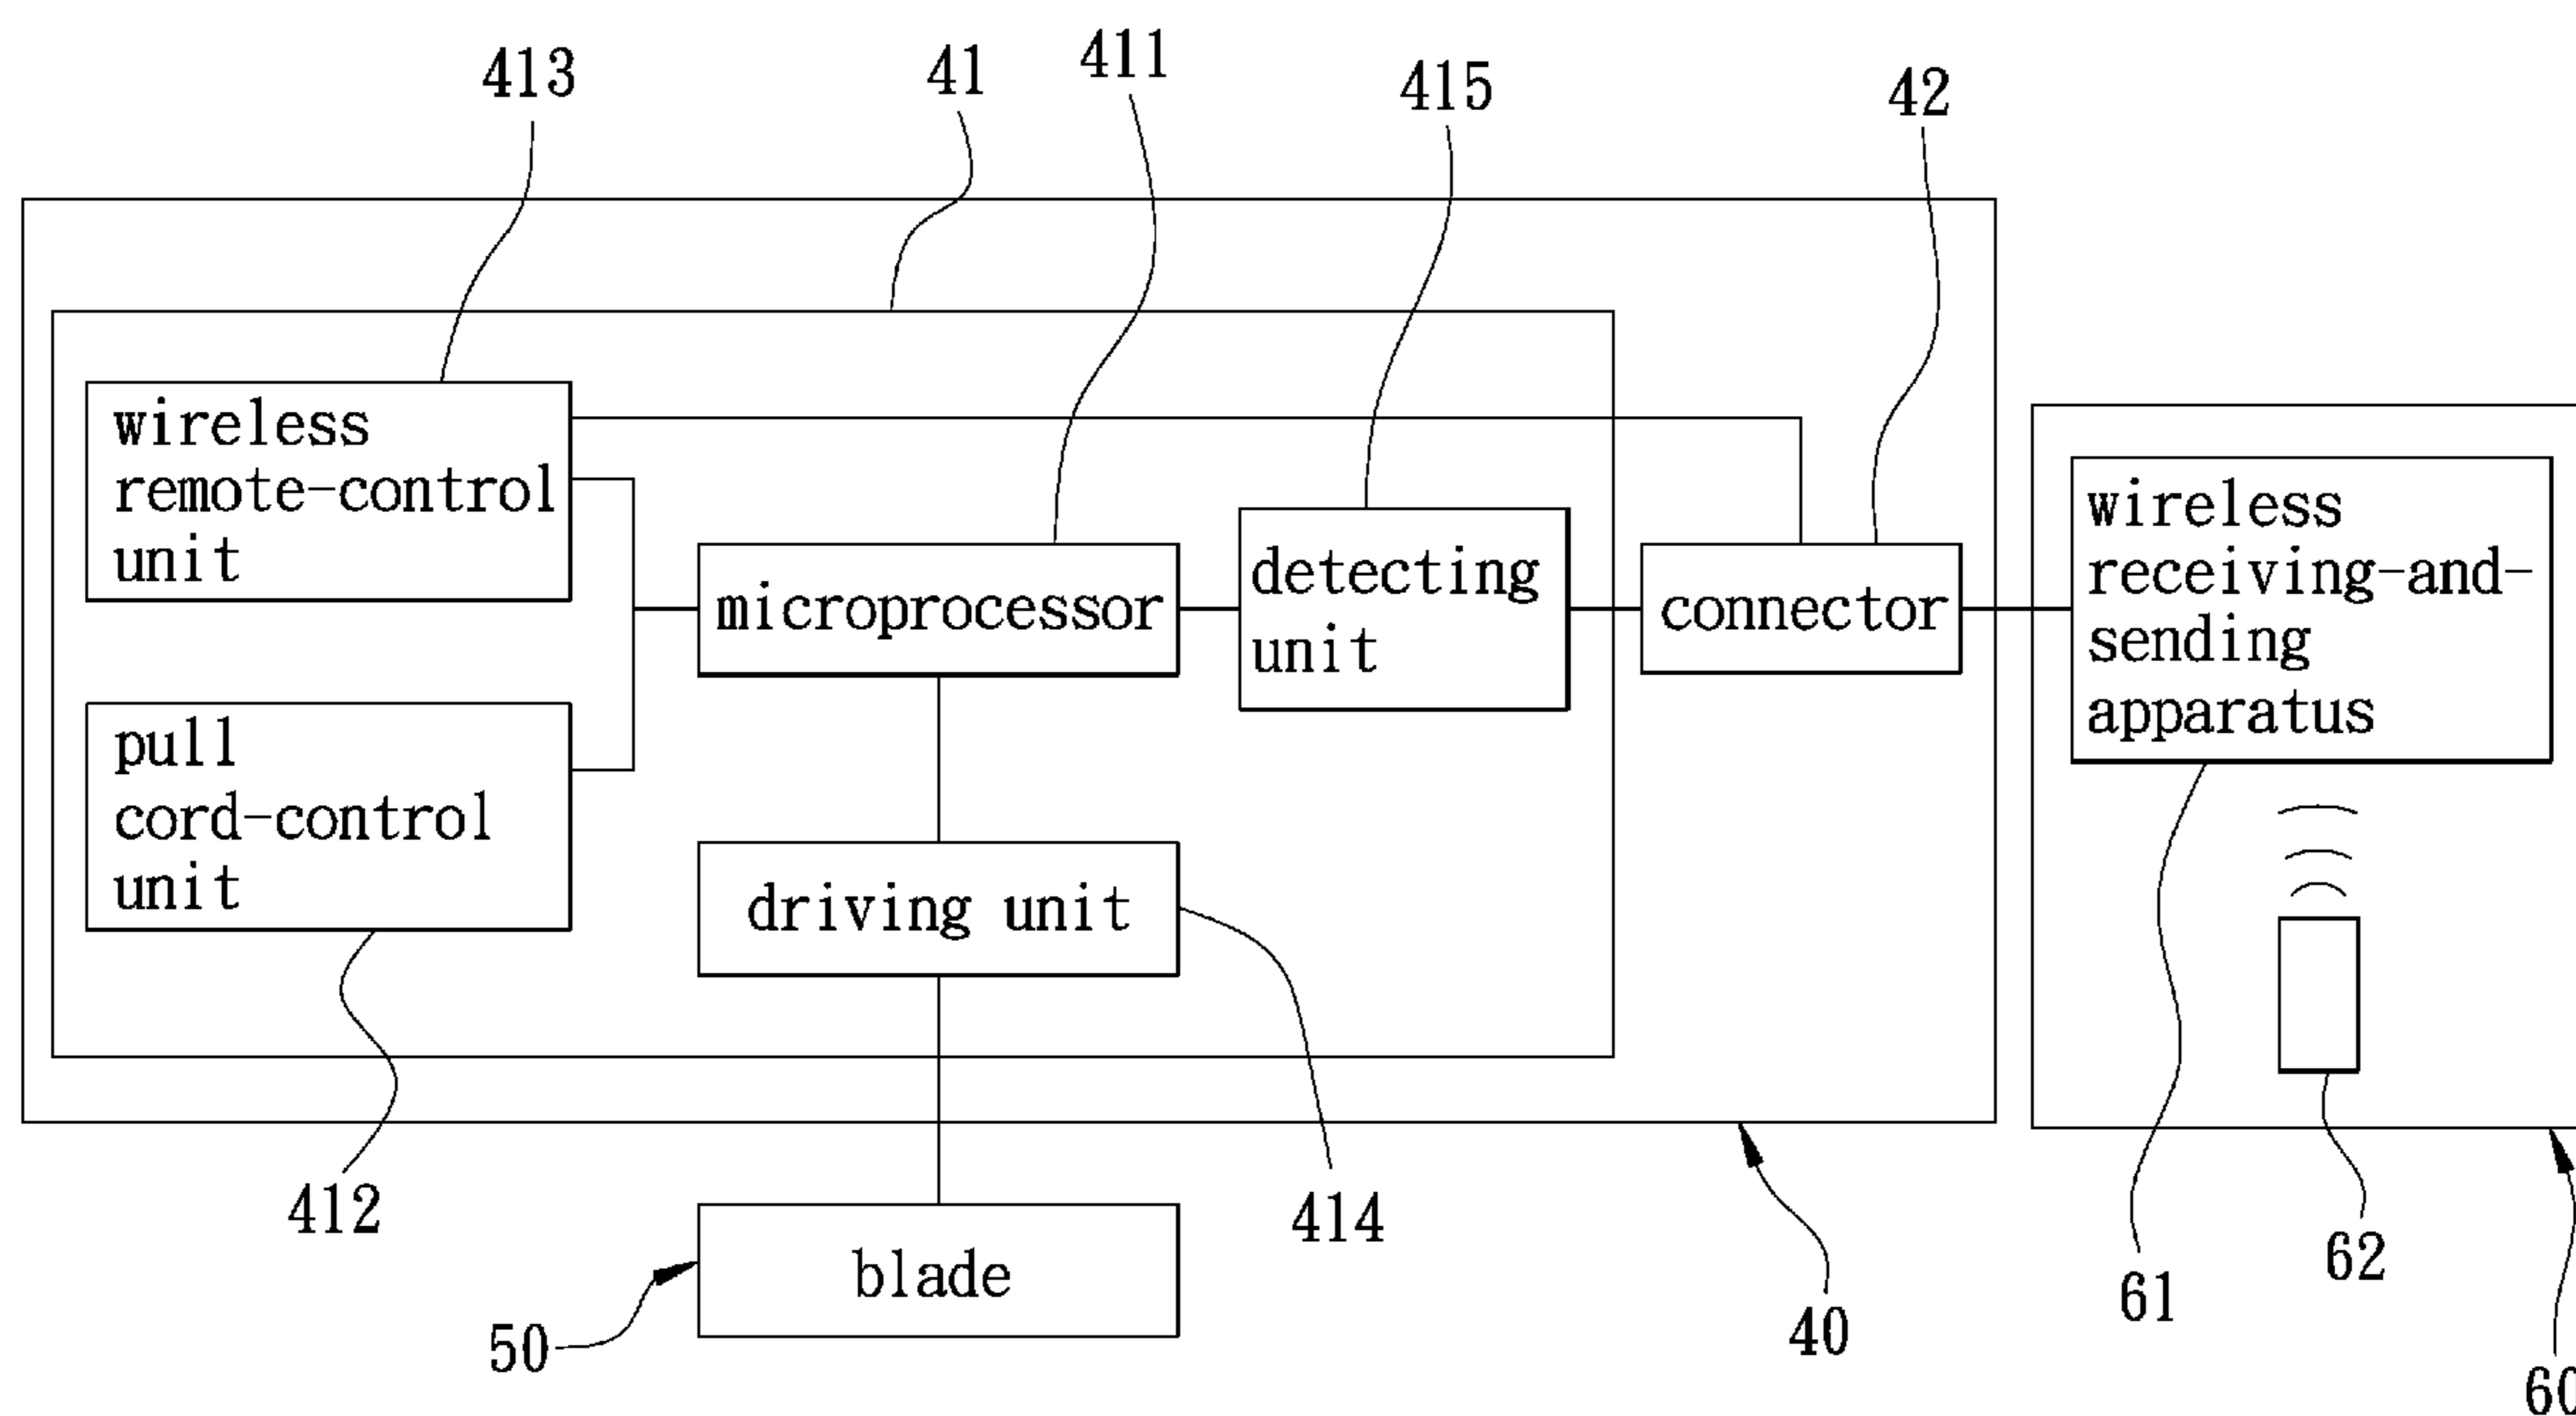 413
41
411
415
42
wireless
remote-control
unit
microprocessor
detecting
unit
connector
wireless
receiving-and-
sending
apparatus
pull
cord-control
unit
driving unit
412
414
blade
50
40
61
62
60